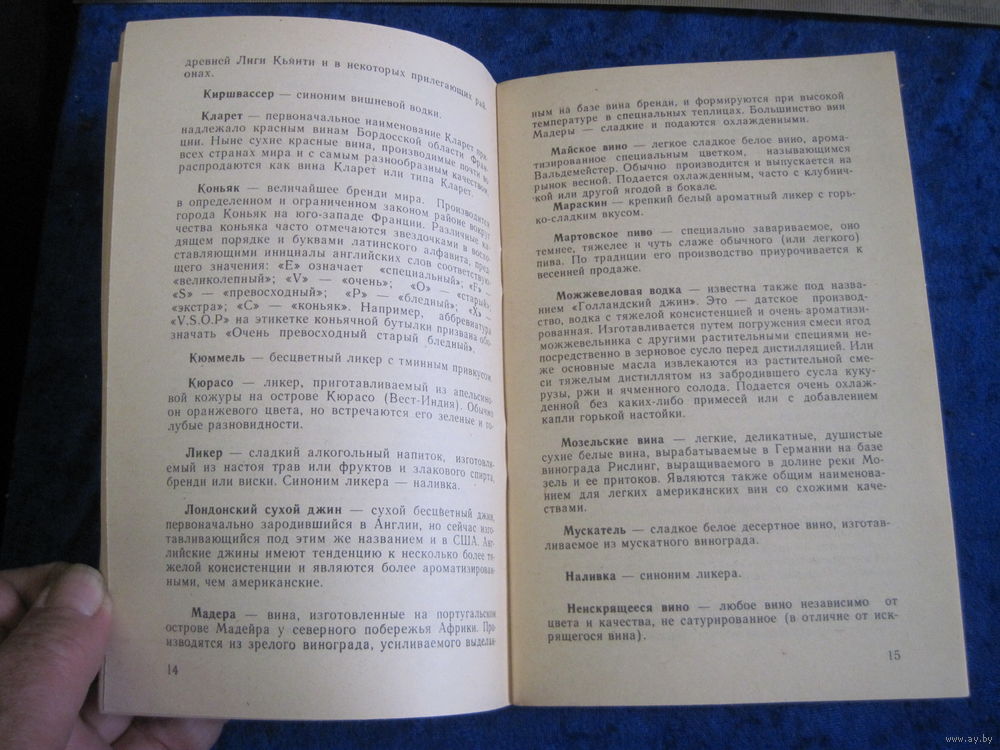 древней Лиги Кьянти и в некоторых прилегающих рай-
онах.
Киршвассер — синоним вишневой водки.
Кларет — первоначальное наименование Кларет при-
надлежало красным винам Бордосской области Фран-
ции. Ныне сухие красные вина, производимые почти во
всех странах мира и с самым разнообразным качеством
распродаются как вина Кларет или типа Кларет.
Коньяк — величайшее бренди мира. Производится
в определенном и ограниченном законом районе вокруг
города Коньяк на юго-западе Франции. Различные ка-
чества коньяка часто отмечаются звездочками в восхо-
дящем порядке и буквами латинского алфавита, пред-
ставляющими инициалы английских слов соответствую-
щего значения: «E» означает «специальный»; «F» —
«великолепный»; «V» — «очень»; «O» — «старый»;
«S» — «превосходный»; «P» — «бледный»; «X» —
«экстра»; «C» — «коньяк». Например, аббревиатура
«V.S.O.P» на этикетке коньячной бутылки призвана обо-
значать «Очень превосходный старый бледный».
Кюммель — бесцветный ликер с тминным привкусом.
Кюрасо — ликер, приготавливаемый из апельсино-
вой кожуры на острове Кюрасо (Вест-Индия). Обычно
он оранжевого цвета, но встречаются его зеленые и го-
лубые разновидности.
Ликер — сладкий алкогольный напиток, изготовля-
емый из настоя трав или фруктов и злакового спирта,
бренди или виски. Синоним ликера — наливка.
Лондонский сухой джин — сухой бесцветный джин,
первоначально зародившийся в Англии, но сейчас изго-
тавливающийся под этим же названием и в США. Анг-
лийские джины имеют тенденцию к несколько более тя-
желой консистенции и являются более ароматизирован-
ными, чем американские.
Мадера — вина, изготовленные на португальском
острове Мадейра у северного побережья Африки. Про-
изводятся из зрелого винограда, усиливаемого выделан-
14
ным на базе вина бренди, и формируются при высокой
температуре в специальных теплицах. Большинство вин
Мадеры — сладкие и подаются охлажденными.
Майское вино — легкое сладкое белое вино, арома-
тизированное специальным цветком, называющимся
Вальдемейстер. Обычно производится и выпускается на
рынок весной. Подается охлажденным, часто с клубнич-
кой или другой ягодой в бокале.
Мараскин — крепкий белый ароматный ликер с горь-
ко-сладким вкусом.
Мартовское пиво — специально завариваемое, оно
темнее, тяжелее и чуть слаже обычного (или легкого)
пива. По традиции его производство приурочивается к
весенней продаже.
Можжевеловая водка — известна также под назва-
нием «Голландский джин». Это — датское производ-
ство, водка с тяжелой консистенцией и очень ароматизи-
рованная. Изготавливается путем погружения смеси ягод
можжевельника с другими растительными специями не-
посредственно в зерновое сусло перед дистилляцией. Или
же основные масла извлекаются из растительной сме-
си тяжелым дистиллятом из забродившего сусла куку-
рузы, ржи и ячменного солода. Подается очень охлаж-
денной без каких-либо примесей или с добавлением
капли горькой настойки.
Мозельские вина — легкие, деликатные, душистые
сухие белые вина, вырабатываемые в Германии на базе
винограда Рислинг, выращиваемого в долине реки Мо-
зель и ее притоков. Являются также общим наименова-
нием для легких американских вин со схожими каче-
ствами.
Мускатель — сладкое белое десертное вино, изготав-
ливаемое из мускатного винограда.
Наливка — синоним ликера.
Неискрящееся вино — любое вино независимо от
цвета и качества, не сатурированное (в отличие от иск-
рящегося вина).
15
www.ay.by